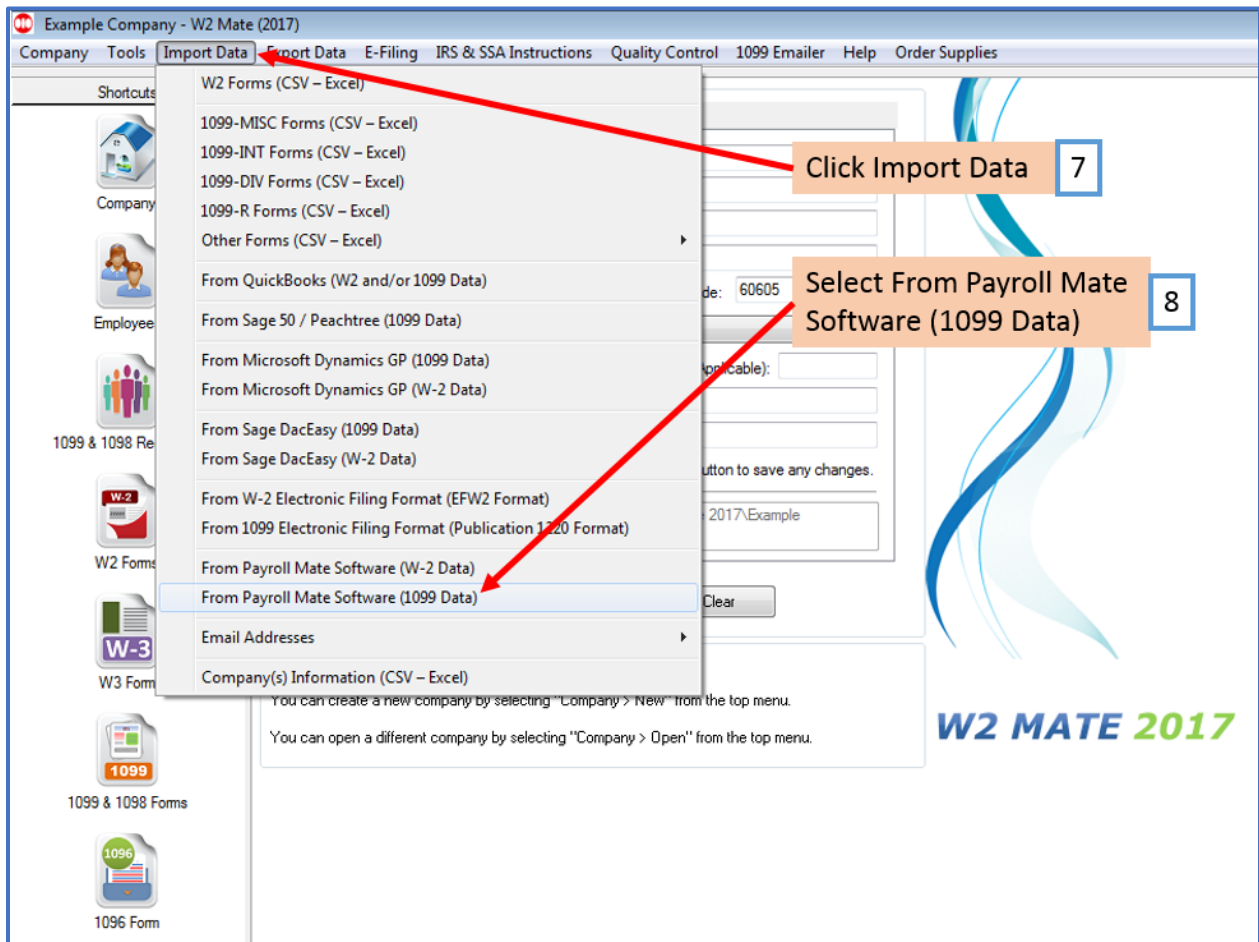 Example Company - W2 Mate (2017)
Company Tools Import Data Export Data E-Filing IRS & SSA Instructions Quality Control 1099 Emailer Help Order Supplies
Shortcuts
Company
Employee
1099 & 1098 Re
W2 Forms
W3 Form
1099 & 1098 Forms
1096 Form
W-2
W-3
1099
1096
W2 Forms (CSV – Excel)
1099-MISC Forms (CSV – Excel)
1099-INT Forms (CSV – Excel)
1099-DIV Forms (CSV – Excel)
1099-R Forms (CSV – Excel)
Other Forms (CSV – Excel)
From QuickBooks (W2 and/or 1099 Data)
From Sage 50 / Peachtree (1099 Data)
From Microsoft Dynamics GP (1099 Data)
From Microsoft Dynamics GP (W-2 Data)
From Sage DacEasy (1099 Data)
From Sage DacEasy (W-2 Data)
From W-2 Electronic Filing Format (EFW2 Format)
From 1099 Electronic Filing Format (Publication 1220 Format)
From Payroll Mate Software (W-2 Data)
From Payroll Mate Software (1099 Data)
Email Addresses
Company(s) Information (CSV – Excel)
Click Import Data 7
Select From Payroll Mate
Software (1099 Data) 8
de: 60605
Applicable):
utton to save any changes.
2017\Example
Clear
You can create a new company by selecting "Company > New" from the top menu.
You can open a different company by selecting "Company > Open" from the top menu.
W2 MATE 2017